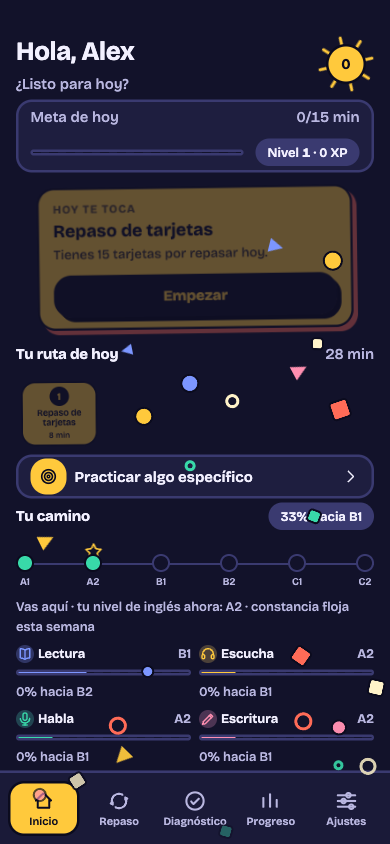 Hola, Alex
0
¿Listo para hoy?
Meta de hoy 0/15 min
Nivel 1 · 0 XP
HOY TE TOCA
Repaso de tarjetas
Tienes 15 tarjetas por repasar hoy.
Empezar
Tu ruta de hoy 28 min
1
Repaso de
tarjetas
8 min
Practicar algo específico
Tu camino 33% hacia B1
A1 A2 B1 B2 C1 C2
Vas aquí · tu nivel de inglés ahora: A2 · constancia floja
esta semana
Lectura B1 Escucha A2
0% hacia B2 0% hacia B1
Habla A2 Escritura A2
0% hacia B1 0% hacia B1
Inicio Repaso Diagnóstico Progreso Ajustes